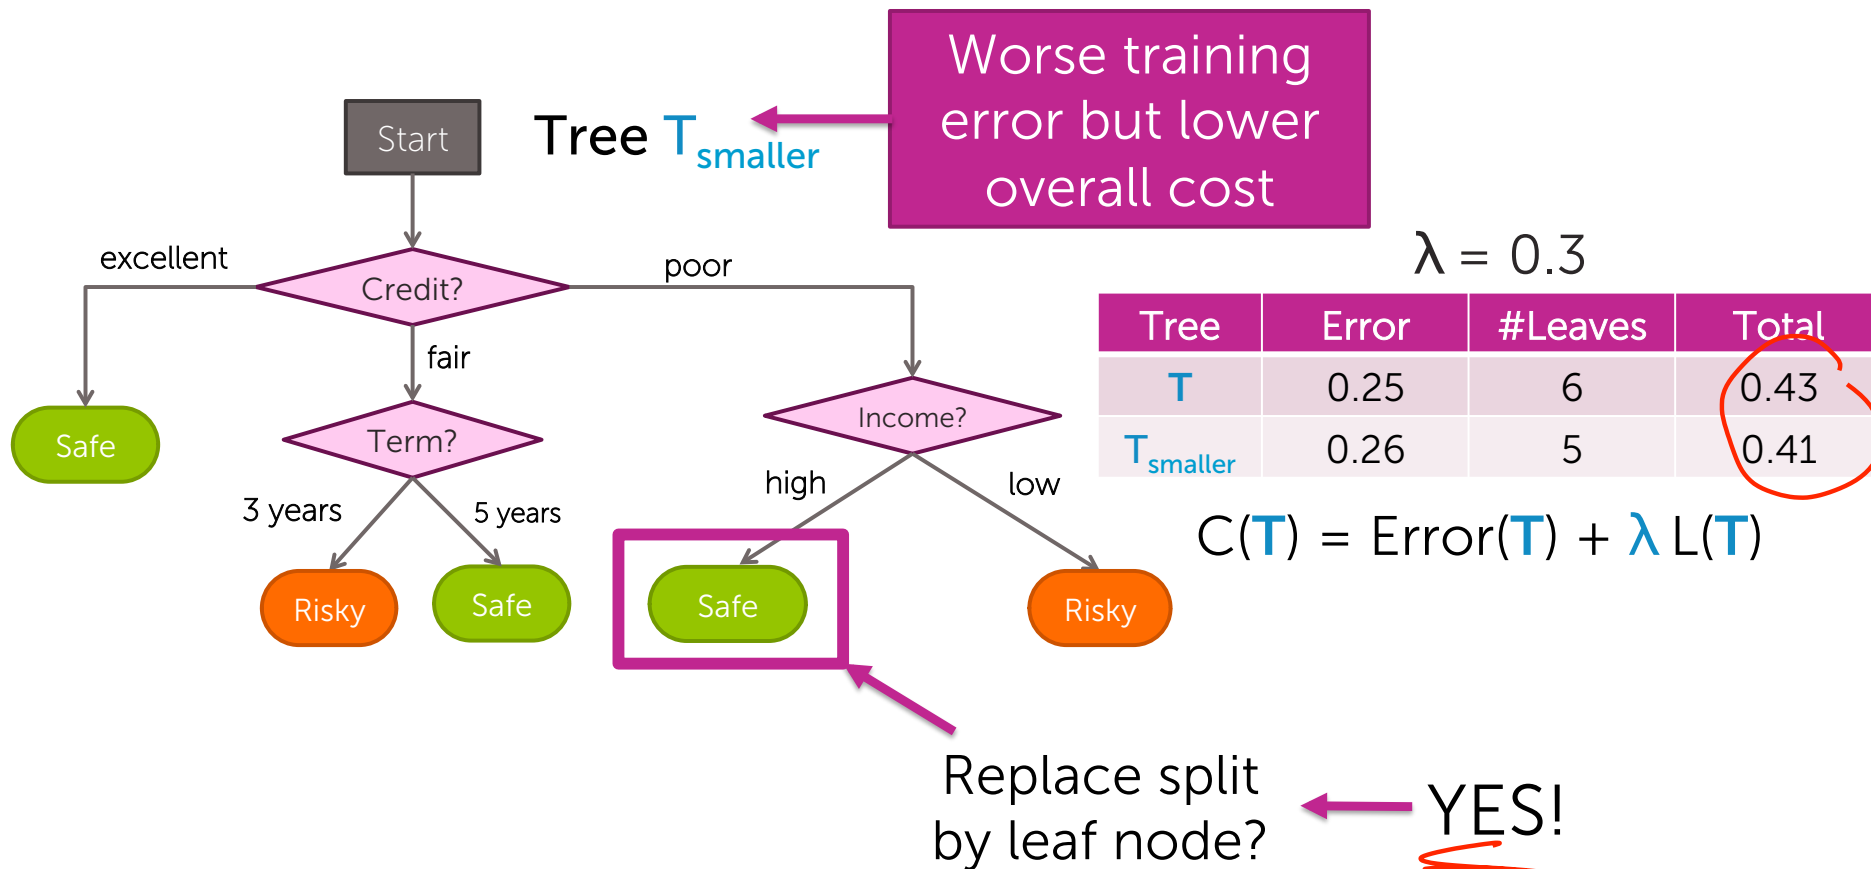 Worse training
error but lower
overall cost
Start
Tree Tsmaller
λ = 0.3
excellent
Credit?
poor
Tree Error #Leaves Total
T 0.25 6 0.43
Tsmaller 0.26 5 0.41
fair
Safe
Term?
Income?
3 years
5 years
high
low
C(T) = Error(T) + λ L(T)
Risky
Safe
Safe
Risky
Replace split
by leaf node?
YES!